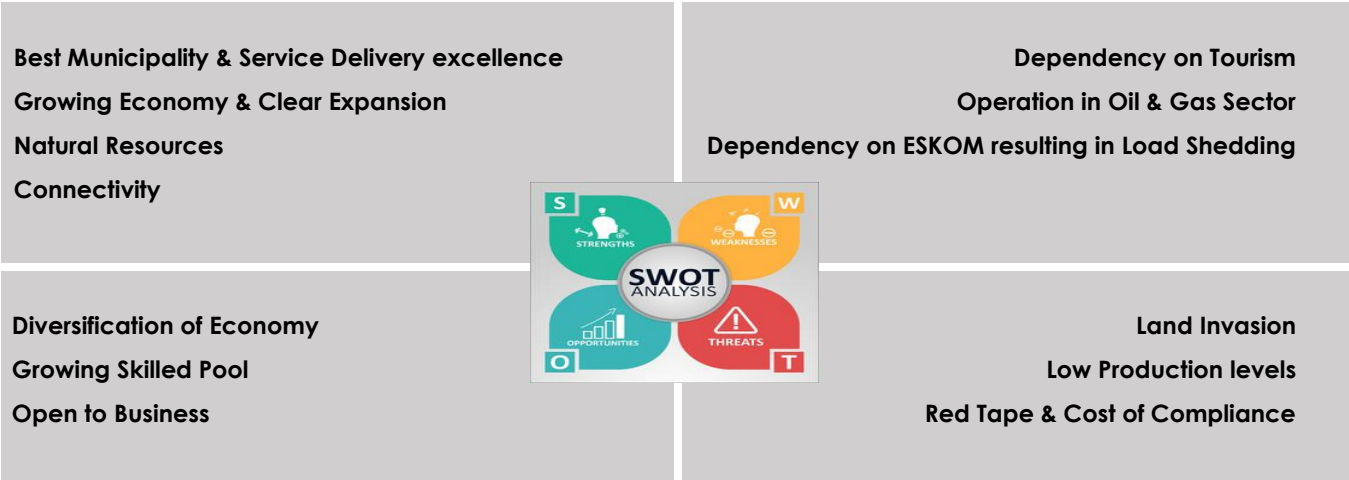 Best Municipality & Service Delivery excellence
Growing Economy & Clear Expansion
Natural Resources
Connectivity
Dependency on Tourism
Operation in Oil & Gas Sector
Dependency on ESKOM resulting in Load Shedding
S
STRENGTHS
W
WEAKNESSES
SWOT
ANALYSIS
OPPORTUNITIES
O
THREATS
T
Diversification of Economy
Growing Skilled Pool
Open to Business
Land Invasion
Low Production levels
Red Tape & Cost of Compliance